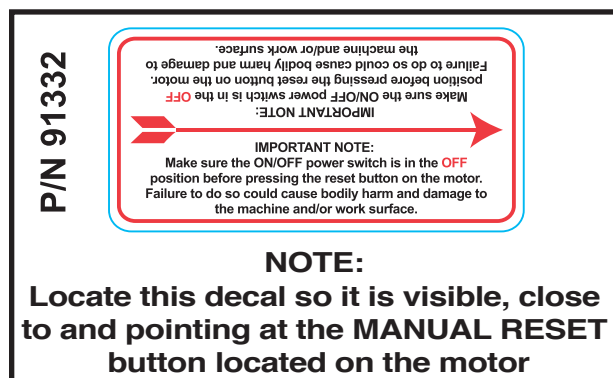 P/N 91332
IMPORTANT NOTE:
Make sure the ON/OFF power switch is in the OFF
position before pressing the reset button on the motor.
Failure to do so could cause bodily harm and damage to
the machine and/or work surface.
IMPORTANT NOTE:
Make sure the ON/OFF power switch is in the OFF
position before pressing the reset button on the motor.
Failure to do so could cause bodily harm and damage to
the machine and/or work surface.
NOTE:
Locate this decal so it is visible, close
to and pointing at the MANUAL RESET
button located on the motor